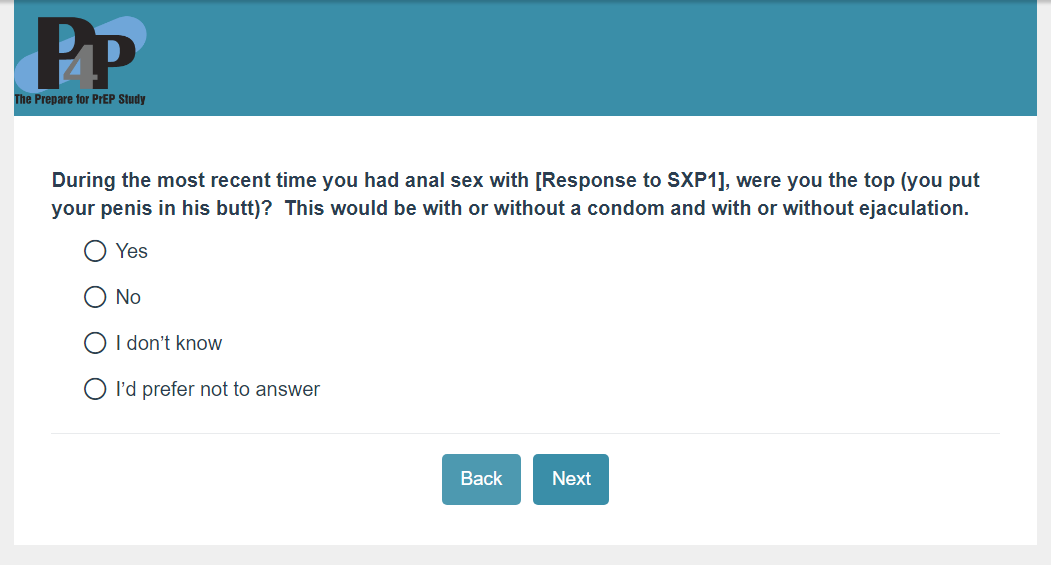 P4P
The Prepare for PrEP Study
During the most recent time you had anal sex with [Response to SXP1], were you the top (you put
your penis in his butt)?  This would be with or without a condom and with or without ejaculation.
Yes
No
I don’t know
I’d prefer not to answer
Back
Next